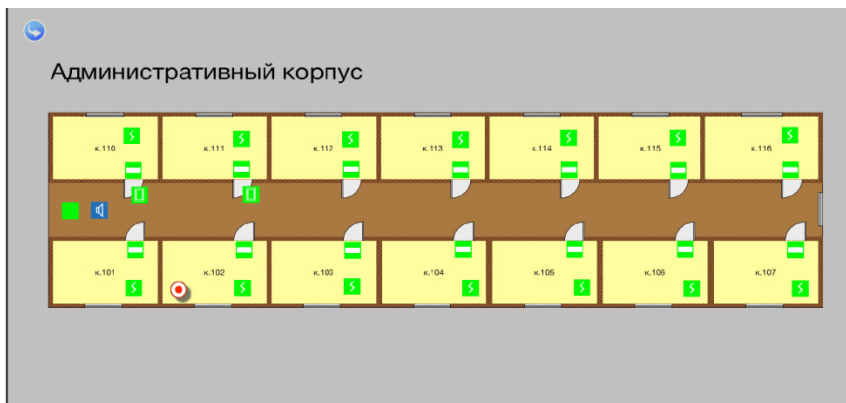 Административный корпус
к.110 к.111 к.112 к.113 к.114 к.115 к.116
к.101 к.102 к.103 к.104 к.105 к.106 к.107